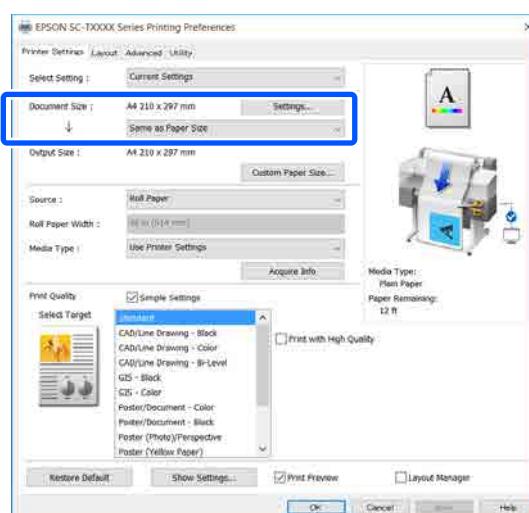 EPSON SC-TXXXX Series Printing Preferences
Printer Settings Layout Advanced Utility
Select Setting : Current Settings
Document Size : A4 210 x 297 mm Settings...
↓ Same as Paper Size
Output Size : A4 210 x 297 mm
Custom Paper Size...
Source : Roll Paper
Roll Paper Width :
Media Type : Use Printer Settings
Acquire Info
A
Media Type:
Plain Paper
Paper Remaining:
12 ft
Print Quality Simple Settings
Select Target
Standard
CAD/Line Drawing - Black
CAD/Line Drawing - Color
CAD/Line Drawing - Bi-Level
GIS - Black
GIS - Color
Poster/Document - Color
Poster/Document - Black
Poster (Photo)/Perspective
Poster (Yellow Paper)
Print with High Quality
Restore Default Show Settings... Print Preview Layout Manager
OK Cancel Help